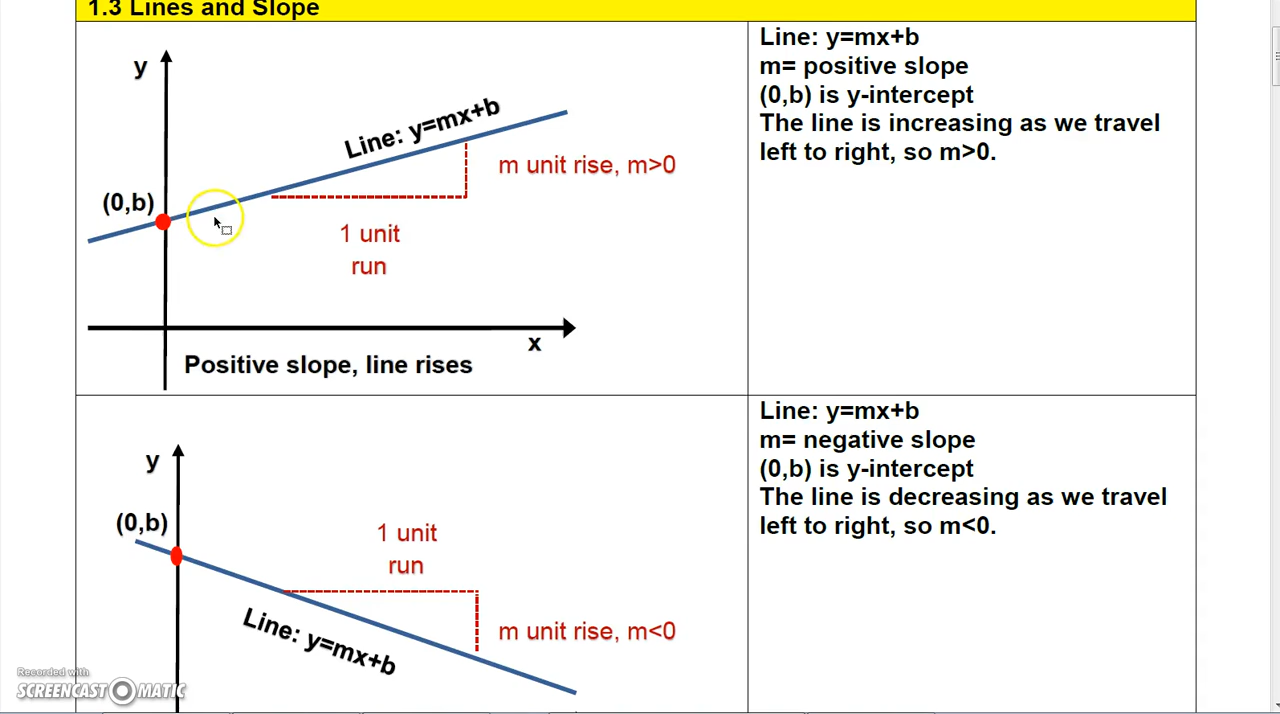 1.3 Lines and Slope
y
Line: y=mx+b
m unit rise, m>0
(0,b)
1 unit
run
x
Positive slope, line rises
Line: y=mx+b
m= positive slope
(0,b) is y-intercept
The line is increasing as we travel
left to right, so m>0.
y
(0,b)
1 unit
run
m unit rise, m<0
Line: y=mx+b
Line: y=mx+b
m= negative slope
(0,b) is y-intercept
The line is decreasing as we travel
left to right, so m<0.
Recorded with
SCREENCAST MATIC